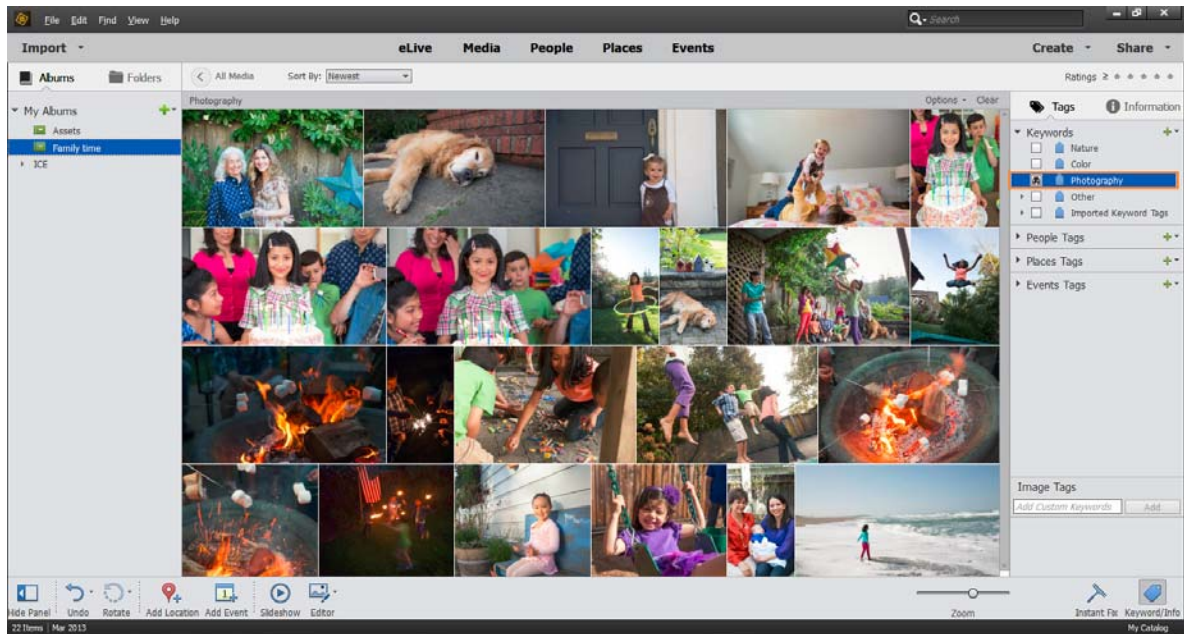 File Edit Find View Help
Search
Import
eLive Media People Places Events
Create Share
Albums Folders
All Media Sort By: Newest
Ratings ≥
My Albums
Assets
Family time
ICE
Photography
Options Clear
Tags Information
Keywords
Nature
Color
Photography
Other
Imported Keyword Tags
People Tags
Places Tags
Events Tags
Image Tags
Add Custom Keywords Add
Hide Panel Undo Rotate Add Location Add Event Slideshow Editor Zoom Instant Fix Keyword/Info
22 Items Mar 2013 My Catalog